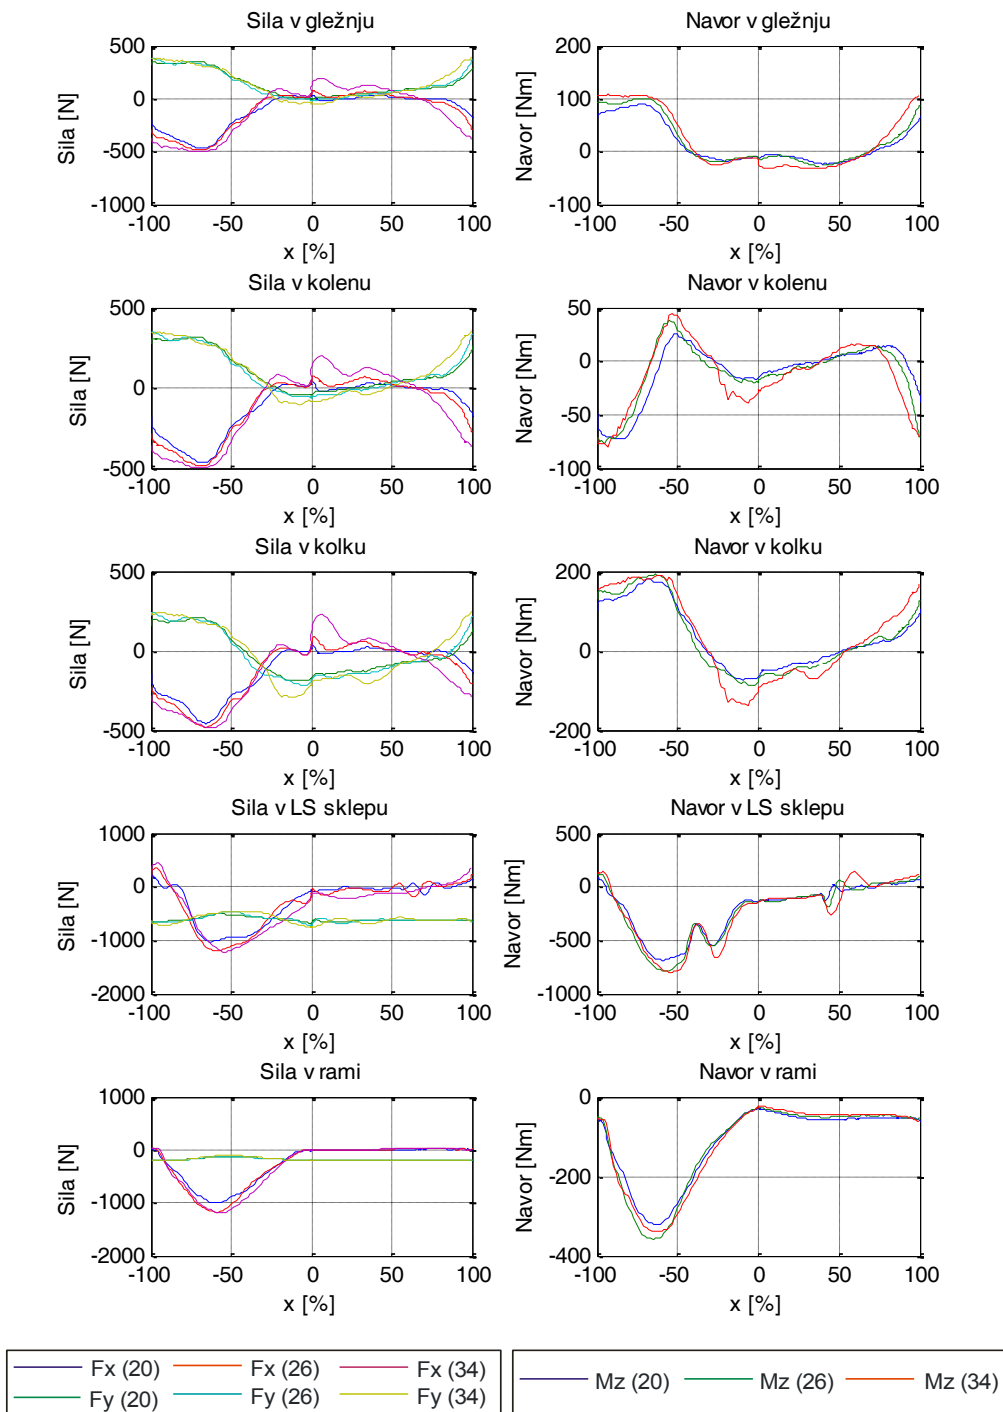 Sila v gležnju
Navor v gležnju
500
0
-500
-1000
Sila [N]
-100 -50 0 50 100
x [%]
200
100
0
-100
Navor [Nm]
-100 -50 0 50 100
x [%]
Sila v kolenu
Navor v kolenu
500
0
-500
Sila [N]
-100 -50 0 50 100
x [%]
50
0
-50
-100
Navor [Nm]
-100 -50 0 50 100
x [%]
Sila v kolku
Navor v kolku
500
0
-500
Sila [N]
-100 -50 0 50 100
x [%]
200
0
-200
Navor [Nm]
-100 -50 0 50 100
x [%]
Sila v LS sklepu
Navor v LS sklepu
1000
0
-1000
-2000
Sila [N]
-100 -50 0 50 100
x [%]
500
0
-500
-1000
Navor [Nm]
-100 -50 0 50 100
x [%]
Sila v rami
Navor v rami
1000
0
-1000
-2000
Sila [N]
-100 -50 0 50 100
x [%]
0
-200
-400
Navor [Nm]
-100 -50 0 50 100
x [%]
Fx (20) Fx (26) Fx (34)
Fy (20) Fy (26) Fy (34)
Mz (20) Mz (26) Mz (34)